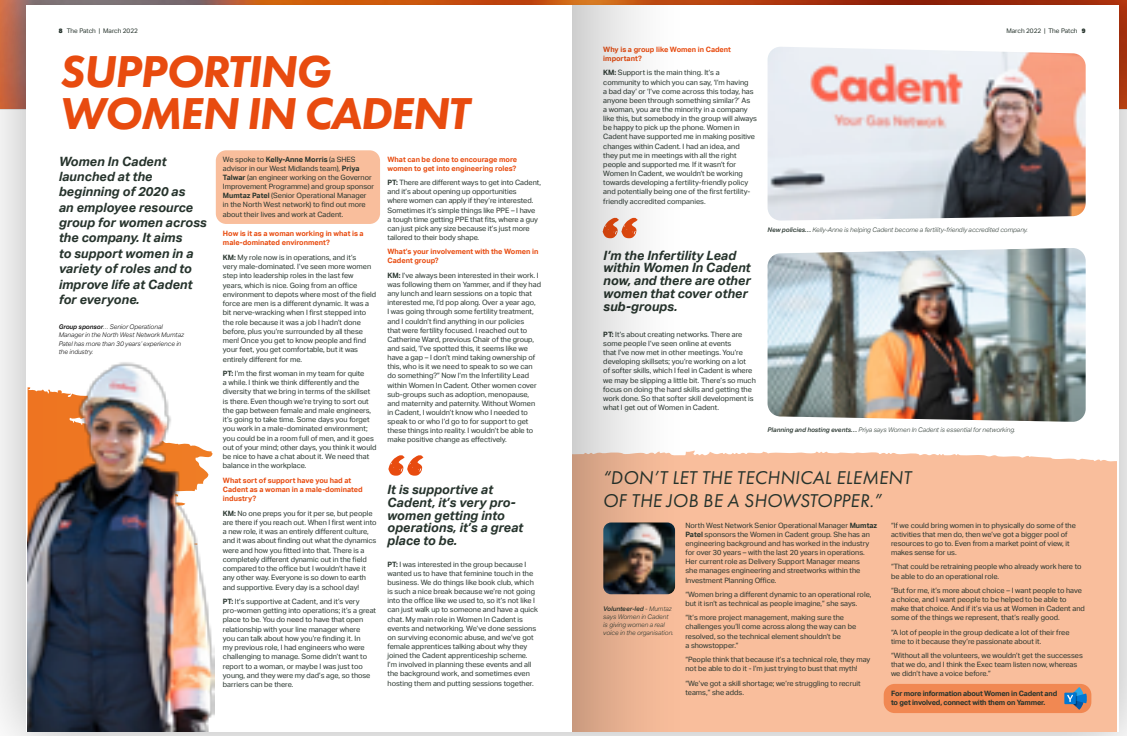 8 The Patch | March 2022
SUPPORTING
WOMEN IN CADENT
Women In Cadent
launched at the
beginning of 2020 as
an employee resource
group for women across
the company. It aims
to support women in a
variety of roles and to
improve life at Cadent
for everyone.
Group sponsor... Senior Operational
Manager in the North West Network Mumtaz
Patel has more than 30 years' experience in
the industry.
We spoke to Kelly-Anne Morris (a SHES
advisor in our West Midlands team), Priya
Talwar (an engineer working on the Governor
Improvement Programme) and group sponsor
Mumtaz Patel (Senior Operational Manager
in the North West network) to find out more
about their lives and work at Cadent.
How is it as a woman working in what is a
male-dominated environment?
KM: My role now is in operations, and it's
very male-dominated. I've seen more women
step into leadership roles in the last few
years, which is nice. Going from an office
environment to depots where most of the field
force are men is a different dynamic. It was a
bit nerve-wracking when I first stepped into
the role because it was a job I hadn't done
before, plus you're surrounded by all these
men! Once you get to know people and find
your feet, you get comfortable, but it was
entirely different for me.
PT: I'm the first woman in my team for quite
a while. I think we think differently and the
diversity that we bring in terms of the skillset
is there. Even though we're trying to sort out
the gap between female and male engineers,
it's going to take time. Some days you forget
you work in a male-dominated environment;
you could be in a room full of men, and it goes
out of your mind; other days, you think it would
be nice to have a chat about it. We need that
balance in the workplace.
What sort of support have you had at
Cadent as a woman in a male-dominated
industry?
KM: No one preps you for it per se, but people
are there if you reach out. When I first went into
a new role, it was an entirely different culture,
and it was about finding out what the dynamics
were and how you fitted into that. There is a
completely different dynamic out in the field
compared to the office but I wouldn't have it
any other way. Everyone is so down to earth
and supportive. Every day is a school day!
PT: It's supportive at Cadent, and it's very
pro-women getting into operations; it's a great
place to be. You do need to have that open
relationship with your line manager where
you can talk about how you're finding it. In
my previous role, I had engineers who were
challenging to manage. Some didn't want to
report to a woman, or maybe I was just too
young, and they were my dad's age, so those
barriers can be there.
What can be done to encourage more
women to get into engineering roles?
PT: There are different ways to get into Cadent,
and it's about opening up opportunities
where women can apply if they're interested.
Sometimes it's simple things like PPE – I have
a tough time getting PPE that fits, where a guy
can just pick any size because it's just more
tailored to their body shape.
What's your involvement with the Women in
Cadent group?
KM: I've always been interested in their work. I
was following them on Yammer, and if they had
any lunch and learn sessions on a topic that
interested me, I'd pop along. Over a year ago,
I was going through some fertility treatment,
and I couldn't find anything in our policies
that were fertility focused. I reached out to
Catherine Ward, previous Chair of the group,
and said, 'I've spotted this, it seems like we
have a gap – I don't mind taking ownership of
this, who is it we need to speak to so we can
do something?' Now I'm the Infertility Lead
within Women In Cadent. Other women cover
sub-groups such as adoption, menopause,
and maternity and paternity. Without Women
in Cadent, I wouldn't know who I needed to
speak to or who I'd go to for support to get
these things into reality. I wouldn't be able to
make positive change as effectively.
It is supportive at
Cadent, it's very pro-
women getting into
operations, it's a great
place to be.
PT: I was interested in the group because I
wanted us to have that feminine touch in the
business. We do things like book club, which
is such a nice break because we're not going
into the office like we used to, so it's not like I
can just walk up to someone and have a quick
chat. My main role in Women In Cadent is
events and networking. We've done sessions
on surviving economic abuse, and we've got
female apprentices talking about why they
joined the Cadent apprenticeship scheme.
I'm involved in planning these events and all
the background work, and sometimes even
hosting them and putting sessions together.
March 2022 | The Patch 9
Why is a group like Women in Cadent
important?
KM: Support is the main thing. It's a
community to which you can say, 'I'm having
a bad day' or 'I've come across this today, has
anyone been through something similar?' As
a woman, you are the minority in a company
like this, but somebody in the group will always
be happy to pick up the phone. Women in
Cadent have supported me in making positive
changes within Cadent. I had an idea, and
they put me in meetings with all the right
people and supported me. If it wasn't for
Women In Cadent, we wouldn't be working
towards developing a fertility-friendly policy
and potentially being one of the first fertility-
friendly accredited companies.
I'm the Infertility Lead
within Women In Cadent
now, and there are other
women that cover other
sub-groups.
PT: It's about creating networks. There are
some people I've seen online at events
that I've now met in other meetings. You're
developing skillsets; you're working on a lot
of softer skills, which I feel in Cadent is where
we may be slipping a little bit. There's so much
focus on doing the hard skills and getting the
work done. So that softer skill development is
what I get out of Women in Cadent.
Cadent
Your Gas Network
New policies... Kelly-Anne is helping Cadent become a fertility-friendly accredited company.
Planning and hosting events... Priya says Women In Cadent is essential for networking.
"DON'T LET THE TECHNICAL ELEMENT
OF THE JOB BE A SHOWSTOPPER."
Volunteer-led - Mumtaz
says Women in Cadent
is giving women a real
voice in the organisation.
North West Network Senior Operational Manager Mumtaz
Patel sponsors the Women in Cadent group. She has an
engineering background and has worked in the industry
for over 30 years – with the last 20 years in operations.
Her current role as Delivery Support Manager means
she manages engineering and streetworks within the
Investment Planning Office.
"Women bring a different dynamic to an operational role,
but it isn't as technical as people imagine," she says.
"It's more project management, making sure the
challenges you'll come across along the way can be
resolved, so the technical element shouldn't be
a showstopper."
"People think that because it's a technical role, they may
not be able to do it - I'm just trying to bust that myth!
"We've got a skill shortage; we're struggling to recruit
teams," she adds.
"If we could bring women in to physically do some of the
activities that men do, then we've got a bigger pool of
resources to go to. Even from a market point of view, it
makes sense for us.
"That could be retraining people who already work here to
be able to do an operational role.
"But for me, it's more about choice – I want people to have
a choice, and I want people to be helped to be able to
make that choice. And if it's via us at Women in Cadent and
some of the things we represent, that's really good.
"A lot of people in the group dedicate a lot of their free
time to it because they're passionate about it.
"Without all the volunteers, we wouldn't get the successes
that we do, and I think the Exec team listen now, whereas
we didn't have a voice before."
For more information about Women in Cadent and
to get involved, connect with them on Yammer.